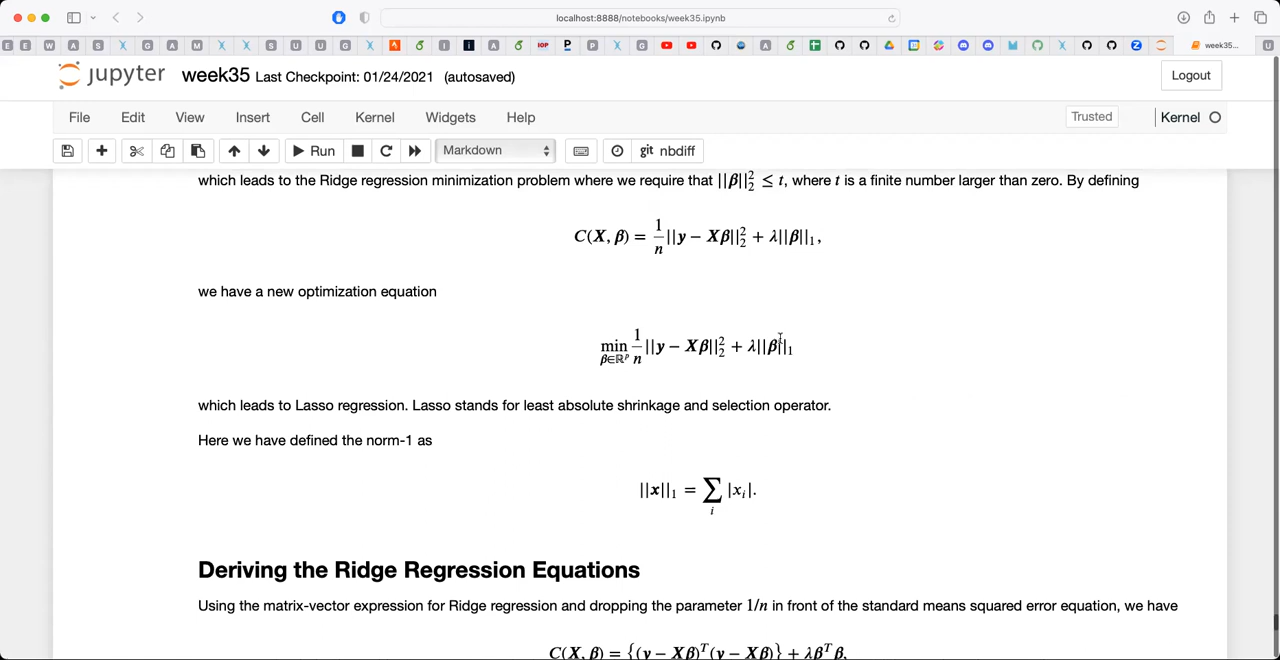 localhost:8888/notebooks/week35.ipynb
E E W A S X G A M X X S U U G X A I i A IOP P P X G A A X Z week35... U
jupyter week35 Last Checkpoint: 01/24/2021 (autosaved) Logout
File Edit View Insert Cell Kernel Widgets Help Trusted Kernel
Run Markdown git nbdiff
which leads to the Ridge regression minimization problem where we require that ||β||₂² ≤ t, where t is a finite number larger than zero. By defining
C(X, β) = 1/n ||y − Xβ||₂² + λ||β||₁,
we have a new optimization equation
min β∈ℝᵖ 1/n ||y − Xβ||₂² + λ||β||₁
which leads to Lasso regression. Lasso stands for least absolute shrinkage and selection operator.
Here we have defined the norm-1 as
||x||₁ = ∑ᵢ |xᵢ|.
Deriving the Ridge Regression Equations
Using the matrix-vector expression for Ridge regression and dropping the parameter 1/n in front of the standard means squared error equation, we have
C(X, β) = {(y − Xβ)ᵀ(y − Xβ)} + λβᵀβ,